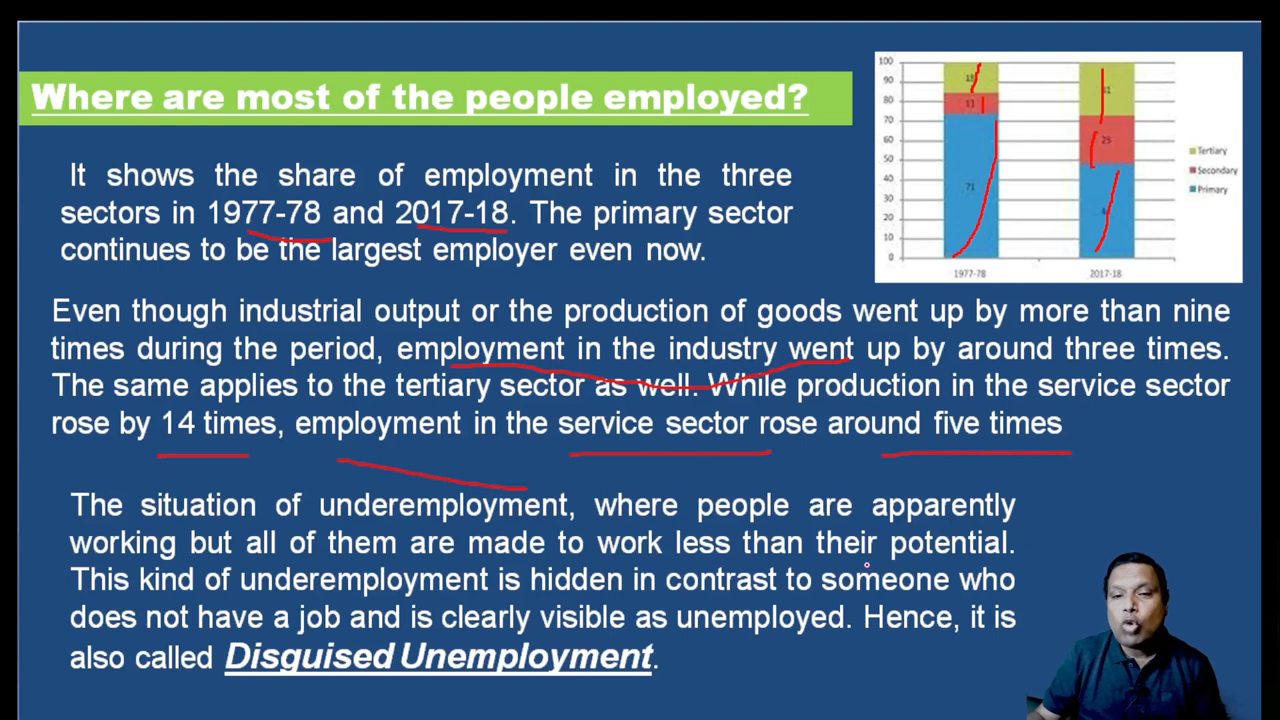 Where are most of the people employed?
It shows the share of employment in the three
sectors in 1977-78 and 2017-18. The primary sector
continues to be the largest employer even now.
100
90
80
70
60
50
40
30
20
10
0
11
71
25
1977-78
2017-18
Tertiary
Secondary
Primary
Even though industrial output or the production of goods went up by more than nine
times during the period, employment in the industry went up by around three times.
The same applies to the tertiary sector as well. While production in the service sector
rose by 14 times, employment in the service sector rose around five times
The situation of underemployment, where people are apparently
working but all of them are made to work less than their potential.
This kind of underemployment is hidden in contrast to someone who
does not have a job and is clearly visible as unemployed. Hence, it is
also called Disguised Unemployment.